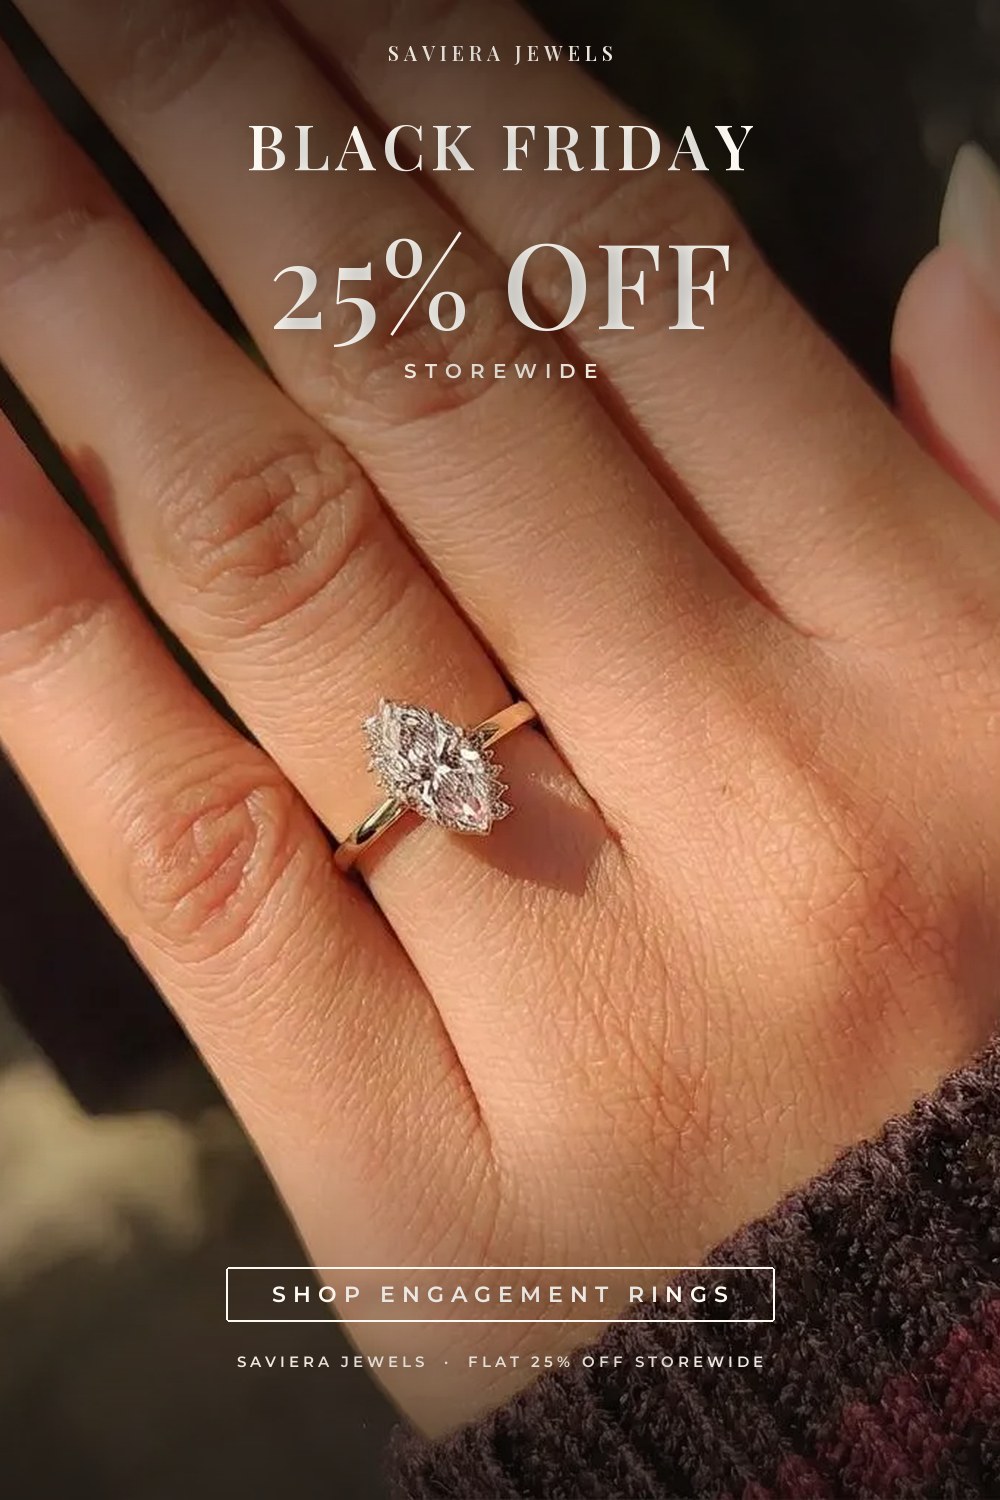 SAVIERA JEWELS
BLACK FRIDAY
25% OFF
STOREWIDE
SHOP ENGAGEMENT RINGS
SAVIERA JEWELS · FLAT 25% OFF STOREWIDE